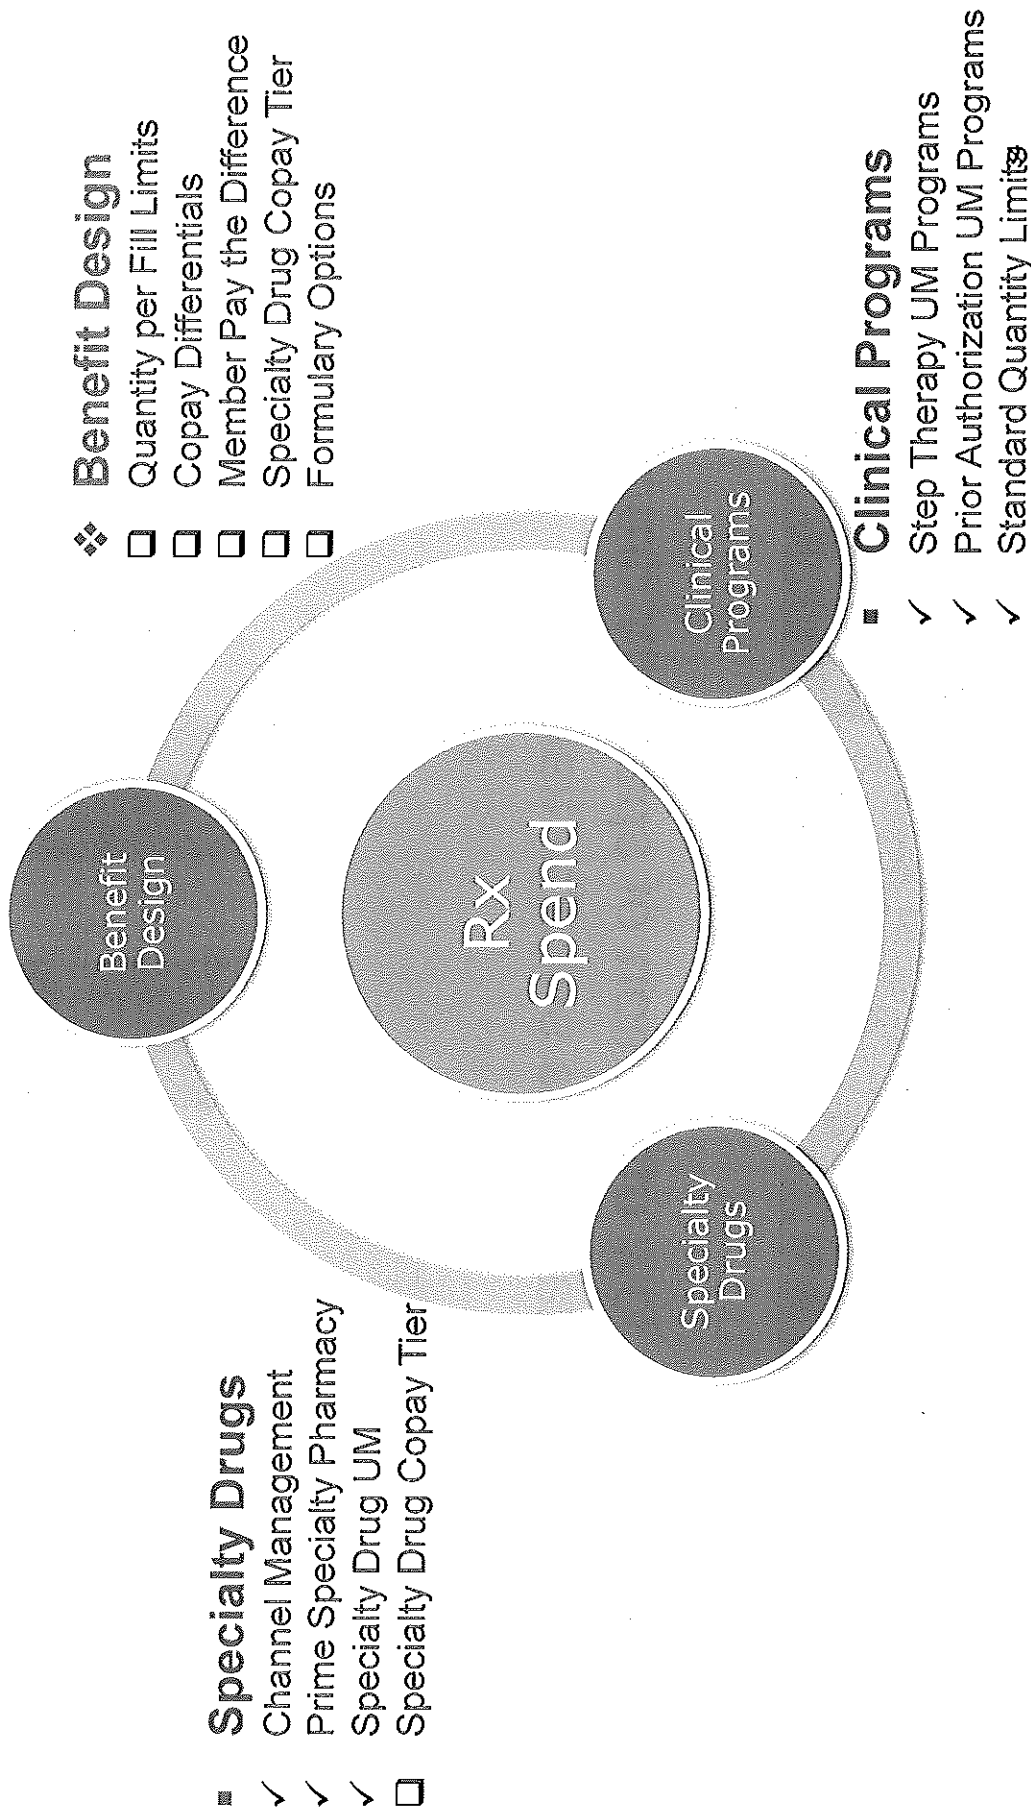 ❖ Benefit Design
❑ Quantity per Fill Limits
❑ Copay Differentials
❑ Member Pay the Difference
❑ Specialty Drug Copay Tier
❑ Formulary Options
▪ Specialty Drugs
✓ Channel Management
✓ Prime Specialty Pharmacy
✓ Specialty Drug UM
❑ Specialty Drug Copay Tier
Benefit
Design
Rx
Spend
Specialty
Drugs
Clinical
Programs
▪ Clinical Programs
✓ Step Therapy UM Programs
✓ Prior Authorization UM Programs
✓ Standard Quantity Limits